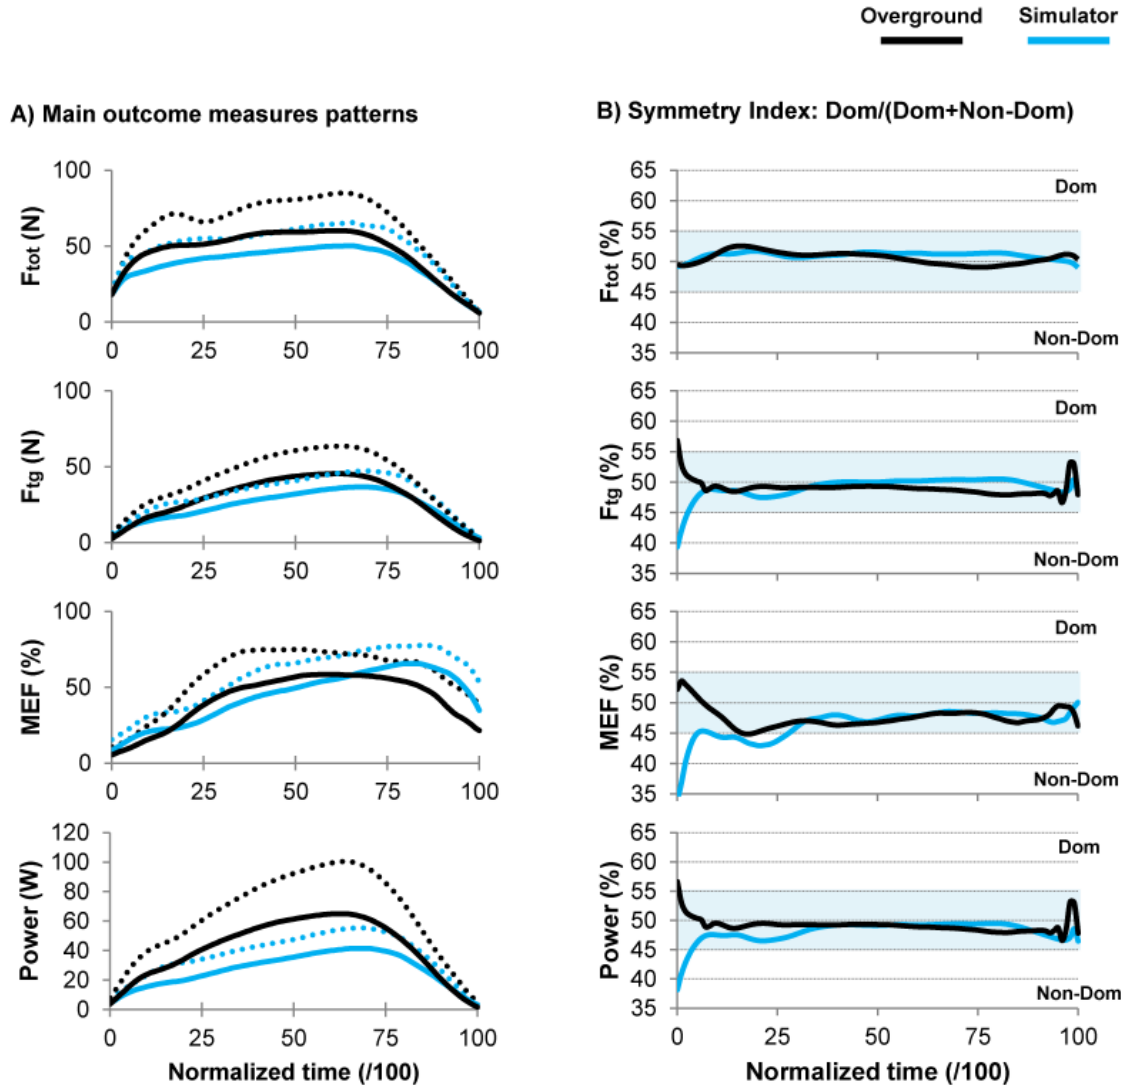 Overground Simulator
A) Main outcome measures patterns
B) Symmetry Index: Dom/(Dom+Non-Dom)
Ftot (N)
100
50
0
0 25 50 75 100
Ftot (%)
65
60
55
50
45
40
35
Dom
Non-Dom
Ftg (N)
100
50
0
0 25 50 75 100
Ftg (%)
65
60
55
50
45
40
35
Dom
Non-Dom
MEF (%)
100
50
0
0 25 50 75 100
MEF (%)
65
60
55
50
45
40
35
Dom
Non-Dom
Power (W)
120
100
80
60
40
20
0
0 25 50 75 100
Normalized time (/100)
Power (%)
65
60
55
50
45
40
35
Dom
Non-Dom
0 25 50 75 100
Normalized time (/100)